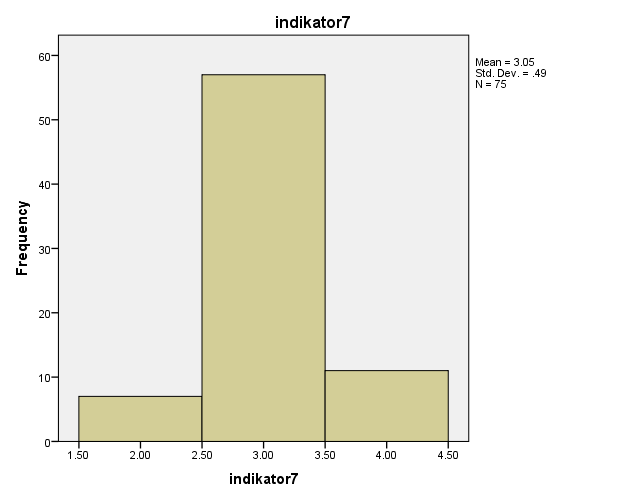 indikator7
Mean = 3.05
Std. Dev. = .49
N = 75
60
50
40
30
20
10
0
Frequency
1.50 2.00 2.50 3.00 3.50 4.00 4.50
indikator7